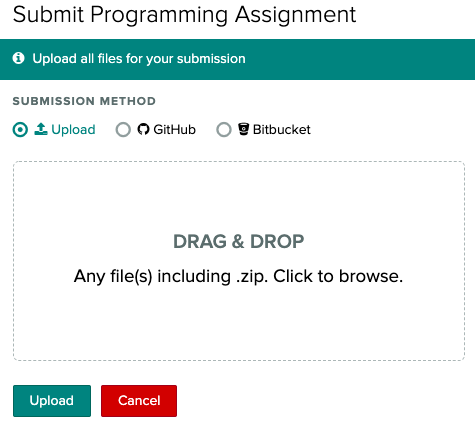 Submit Programming Assignment
Upload all files for your submission
SUBMISSION METHOD
Upload GitHub Bitbucket
DRAG & DROP
Any file(s) including .zip. Click to browse.
Upload Cancel